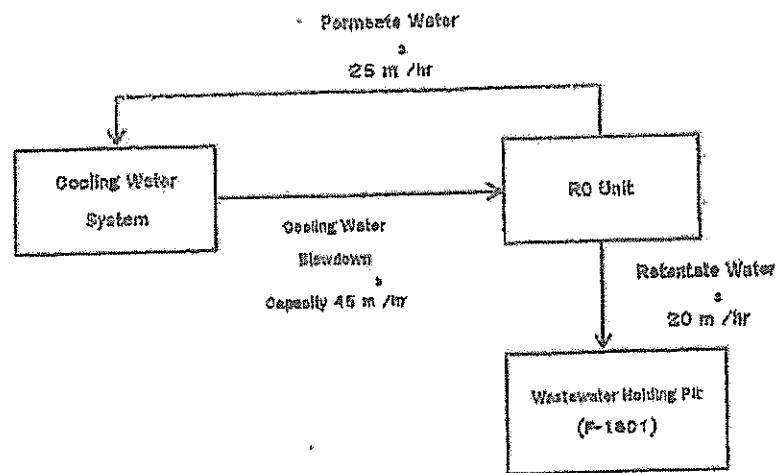 Permeate Water
3
25 m /hr
Cooling Water
System
RO Unit
Cooling Water
Blowdown
3
Capacity 45 m /hr
Retentate Water
3
20 m /hr
Wastewater Holding Pit
(F-1601)